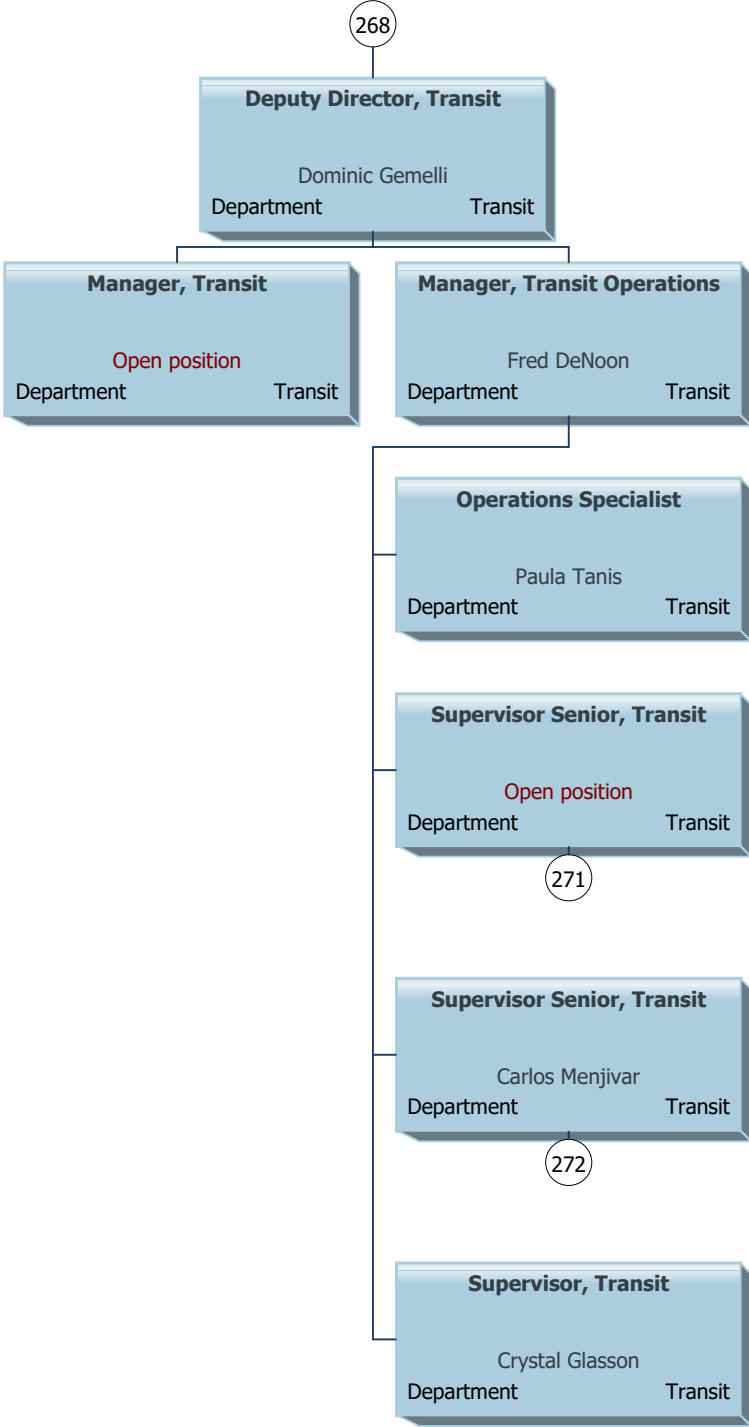 268
Deputy Director, Transit
Dominic Gemelli
Department Transit
Manager, Transit
Open position
Department Transit
Manager, Transit Operations
Fred DeNoon
Department Transit
Operations Specialist
Paula Tanis
Department Transit
Supervisor Senior, Transit
Open position
Department Transit
271
Supervisor Senior, Transit
Carlos Menjivar
Department Transit
272
Supervisor, Transit
Crystal Glasson
Department Transit